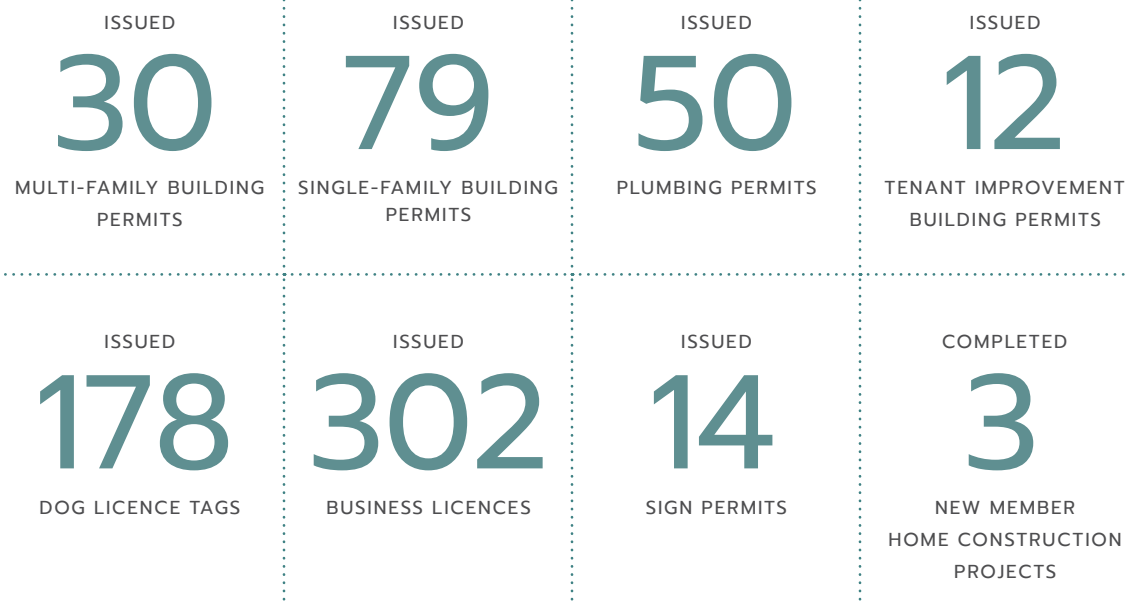 ISSUED
30
MULTI-FAMILY BUILDING
PERMITS
ISSUED
79
SINGLE-FAMILY BUILDING
PERMITS
ISSUED
50
PLUMBING PERMITS
ISSUED
12
TENANT IMPROVEMENT
BUILDING PERMITS
ISSUED
178
DOG LICENCE TAGS
ISSUED
302
BUSINESS LICENCES
ISSUED
14
SIGN PERMITS
COMPLETED
3
NEW MEMBER
HOME CONSTRUCTION
PROJECTS